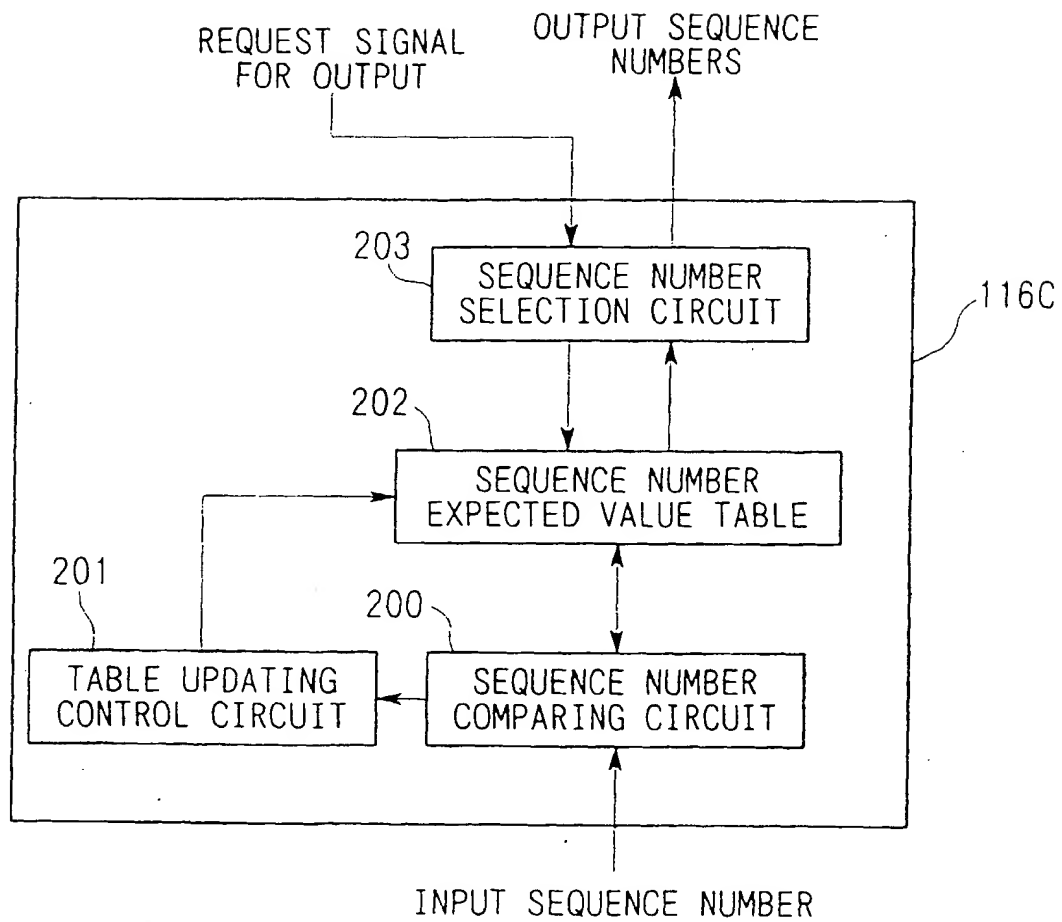 REQUEST SIGNAL
FOR OUTPUT
OUTPUT SEQUENCE
NUMBERS
203
SEQUENCE NUMBER
SELECTION CIRCUIT
116C
202
SEQUENCE NUMBER
EXPECTED VALUE TABLE
201
TABLE UPDATING
CONTROL CIRCUIT
200
SEQUENCE NUMBER
COMPARING CIRCUIT
INPUT SEQUENCE NUMBER